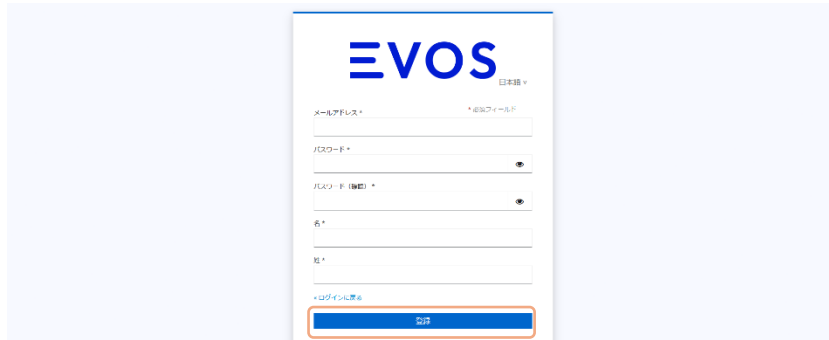 EVOS
日本語
* 必須フィールド
メールアドレス *
パスワード *
パスワード (確認) *
名 *
姓 *
« ログインに戻る
登録